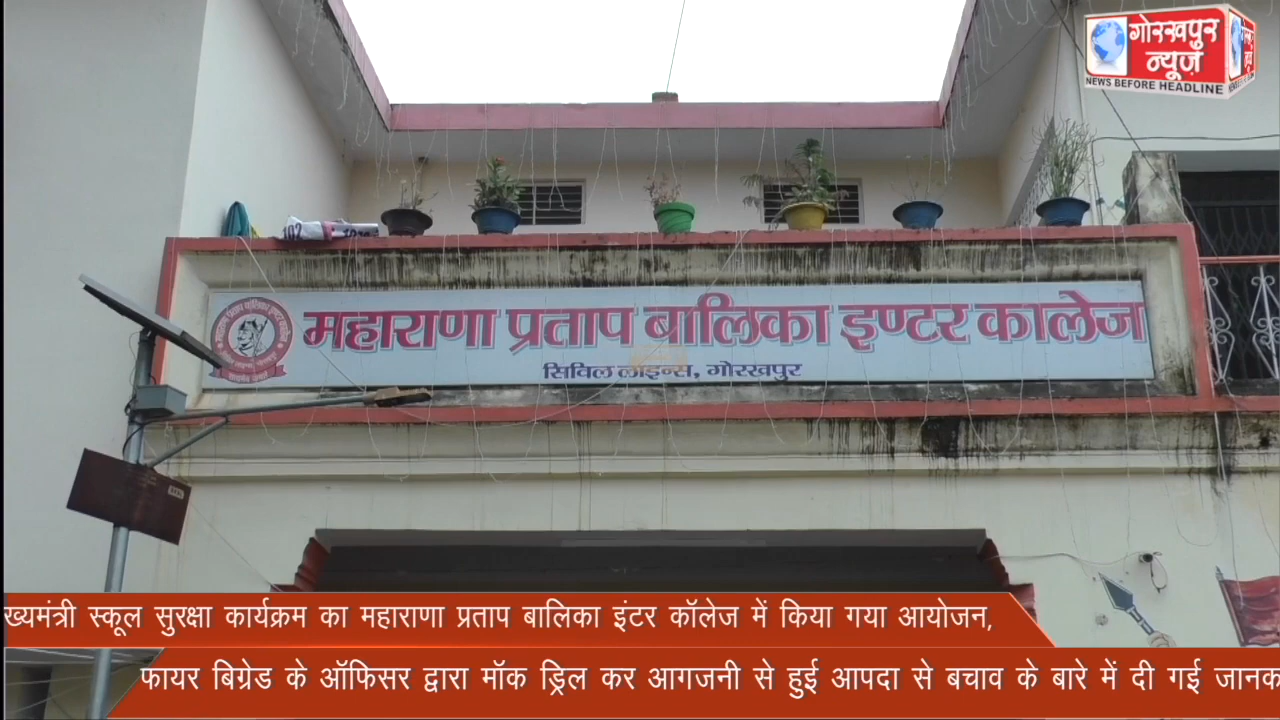 गोरखपुर
न्यूज़
NEWS BEFORE HEADLINE
102
महाराणा प्रताप बालिका इण्टर कालेज
सिविल लाइन्स, गोरखपुर
ख्यमंत्री स्कूल सुरक्षा कार्यक्रम का महाराणा प्रताप बालिका इंटर कॉलेज में किया गया आयोजन,
फायर बिग्रेड के ऑफिसर द्वारा मॉक ड्रिल कर आगजनी से हुई आपदा से बचाव के बारे में दी गई जानक